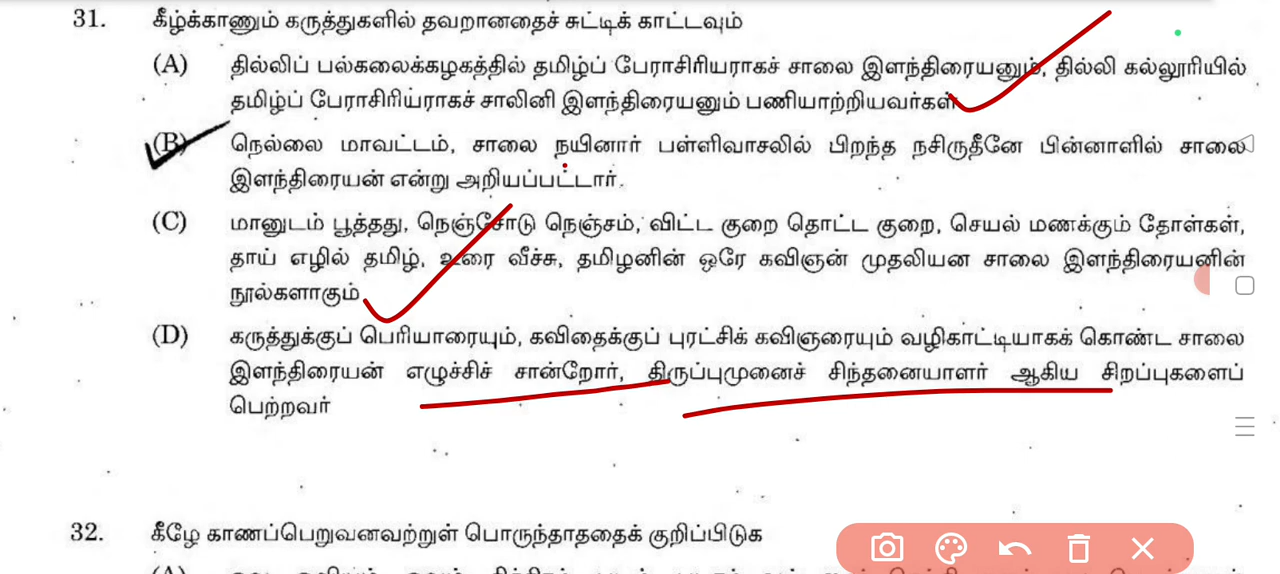 31. கீழ்க்காணும் கருத்துகளில் தவறானதைச் சுட்டிக் காட்டவும்
(A) தில்லிப் பல்கலைக்கழகத்தில் தமிழ்ப் பேராசிரியராகச் சாலை இளந்திரையனும், தில்லி கல்லூரியில்
தமிழ்ப் பேராசிரியராகச் சாலினி இளந்திரையனும் பணியாற்றியவர்கள்
(B) நெல்லை மாவட்டம், சாலை நயினார் பள்ளிவாசலில் பிறந்த நசிருதீனே பின்னாளில் சாலை
இளந்திரையன் என்று அறியப்பட்டார்.
(C) மானுடம் பூத்தது, நெஞ்சோடு நெஞ்சம், விட்ட குறை தொட்ட குறை, செயல் மணக்கும் தோள்கள்,
தாய் எழில் தமிழ், உரை வீச்சு, தமிழனின் ஒரே கவிஞன் முதலியன சாலை இளந்திரையனின்
நூல்களாகும்
(D) கருத்துக்குப் பெரியாரையும், கவிதைக்குப் புரட்சிக் கவிஞரையும் வழிகாட்டியாகக் கொண்ட சாலை
இளந்திரையன் எழுச்சிச் சான்றோர், திருப்புமுனைச் சிந்தனையாளர் ஆகிய சிறப்புகளைப்
பெற்றவர்
32. கீழே காணப்பெறுவனவற்றுள் பொருந்தாததைக் குறிப்பிடுக
(A)